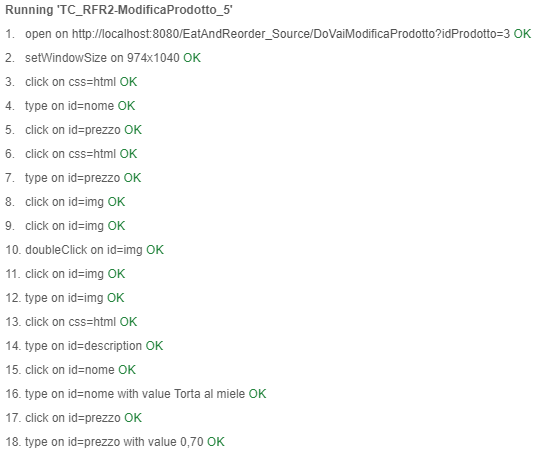 Running 'TC_RFR2-ModificaProdotto_5'
1. open on http://localhost:8080/EatAndReorder_Source/DoVaiModificaProdotto?idProdotto=3 OK
2. setWindowSize on 974x1040 OK
3. click on css=html OK
4. type on id=nome OK
5. click on id=prezzo OK
6. click on css=html OK
7. type on id=prezzo OK
8. click on id=img OK
9. click on id=img OK
10. doubleClick on id=img OK
11. click on id=img OK
12. type on id=img OK
13. click on css=html OK
14. type on id=description OK
15. click on id=nome OK
16. type on id=nome with value Torta al miele OK
17. click on id=prezzo OK
18. type on id=prezzo with value 0,70 OK